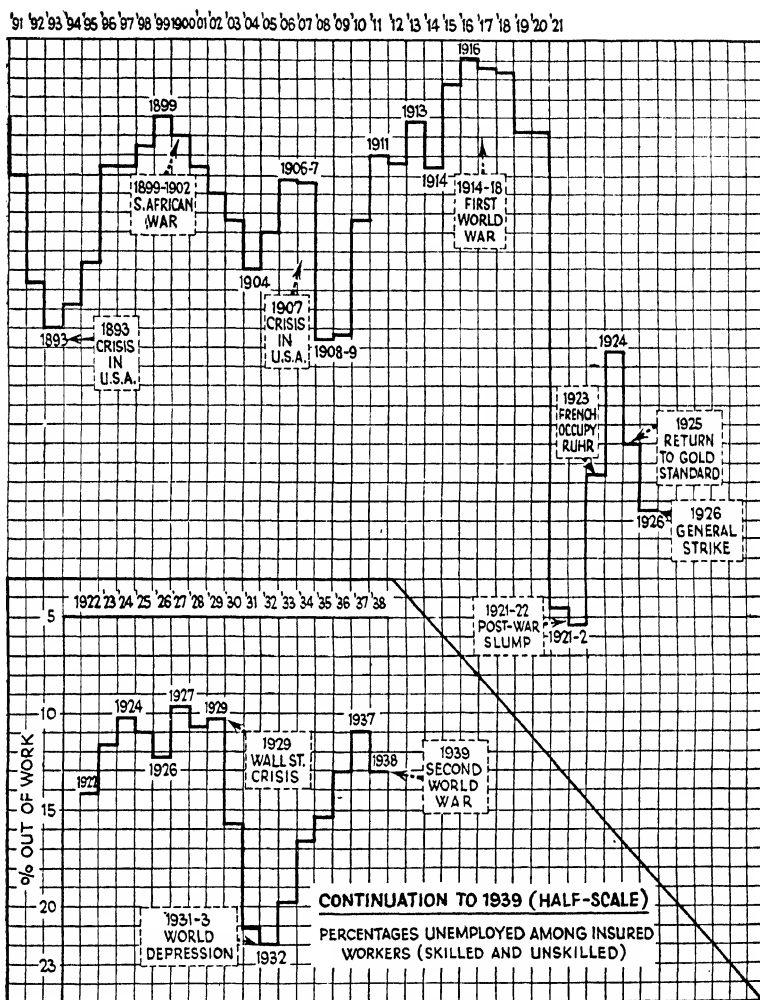 '91 '92 '93 '94 '95 '96 '97 '98 '99 1900 '01 '02 '03 '04 '05 '06 '07 '08 '09 '10 '11 '12 '13 '14 '15 '16 '17 '18 '19 '20 '21
1916
1899
1913
1911
1906-7
1914
1899-1902
S. AFRICAN
WAR
1914-18
FIRST
WORLD
WAR
1904
1907
CRISIS
IN
U.S.A.
1893
1893
CRISIS
IN
U.S.A.
1908-9
1924
1923
FRENCH
OCCUPY
RUHR
1925
RETURN
TO GOLD
STANDARD
1926
1926
GENERAL
STRIKE
1921-22
POST-WAR
SLUMP
1921-2
1922 '23 '24 '25 '26 '27 '28 '29 '30 '31 '32 '33 '34 '35 '36 '37 '38
5
10
15
20
23
% OUT OF WORK
1922
1924
1926
1927
1929
1929
WALL ST.
CRISIS
1937
1938
1939
SECOND
WORLD
WAR
1931-3
WORLD
DEPRESSION
1932
CONTINUATION TO 1939 (HALF-SCALE)
PERCENTAGES UNEMPLOYED AMONG INSURED
WORKERS (SKILLED AND UNSKILLED)